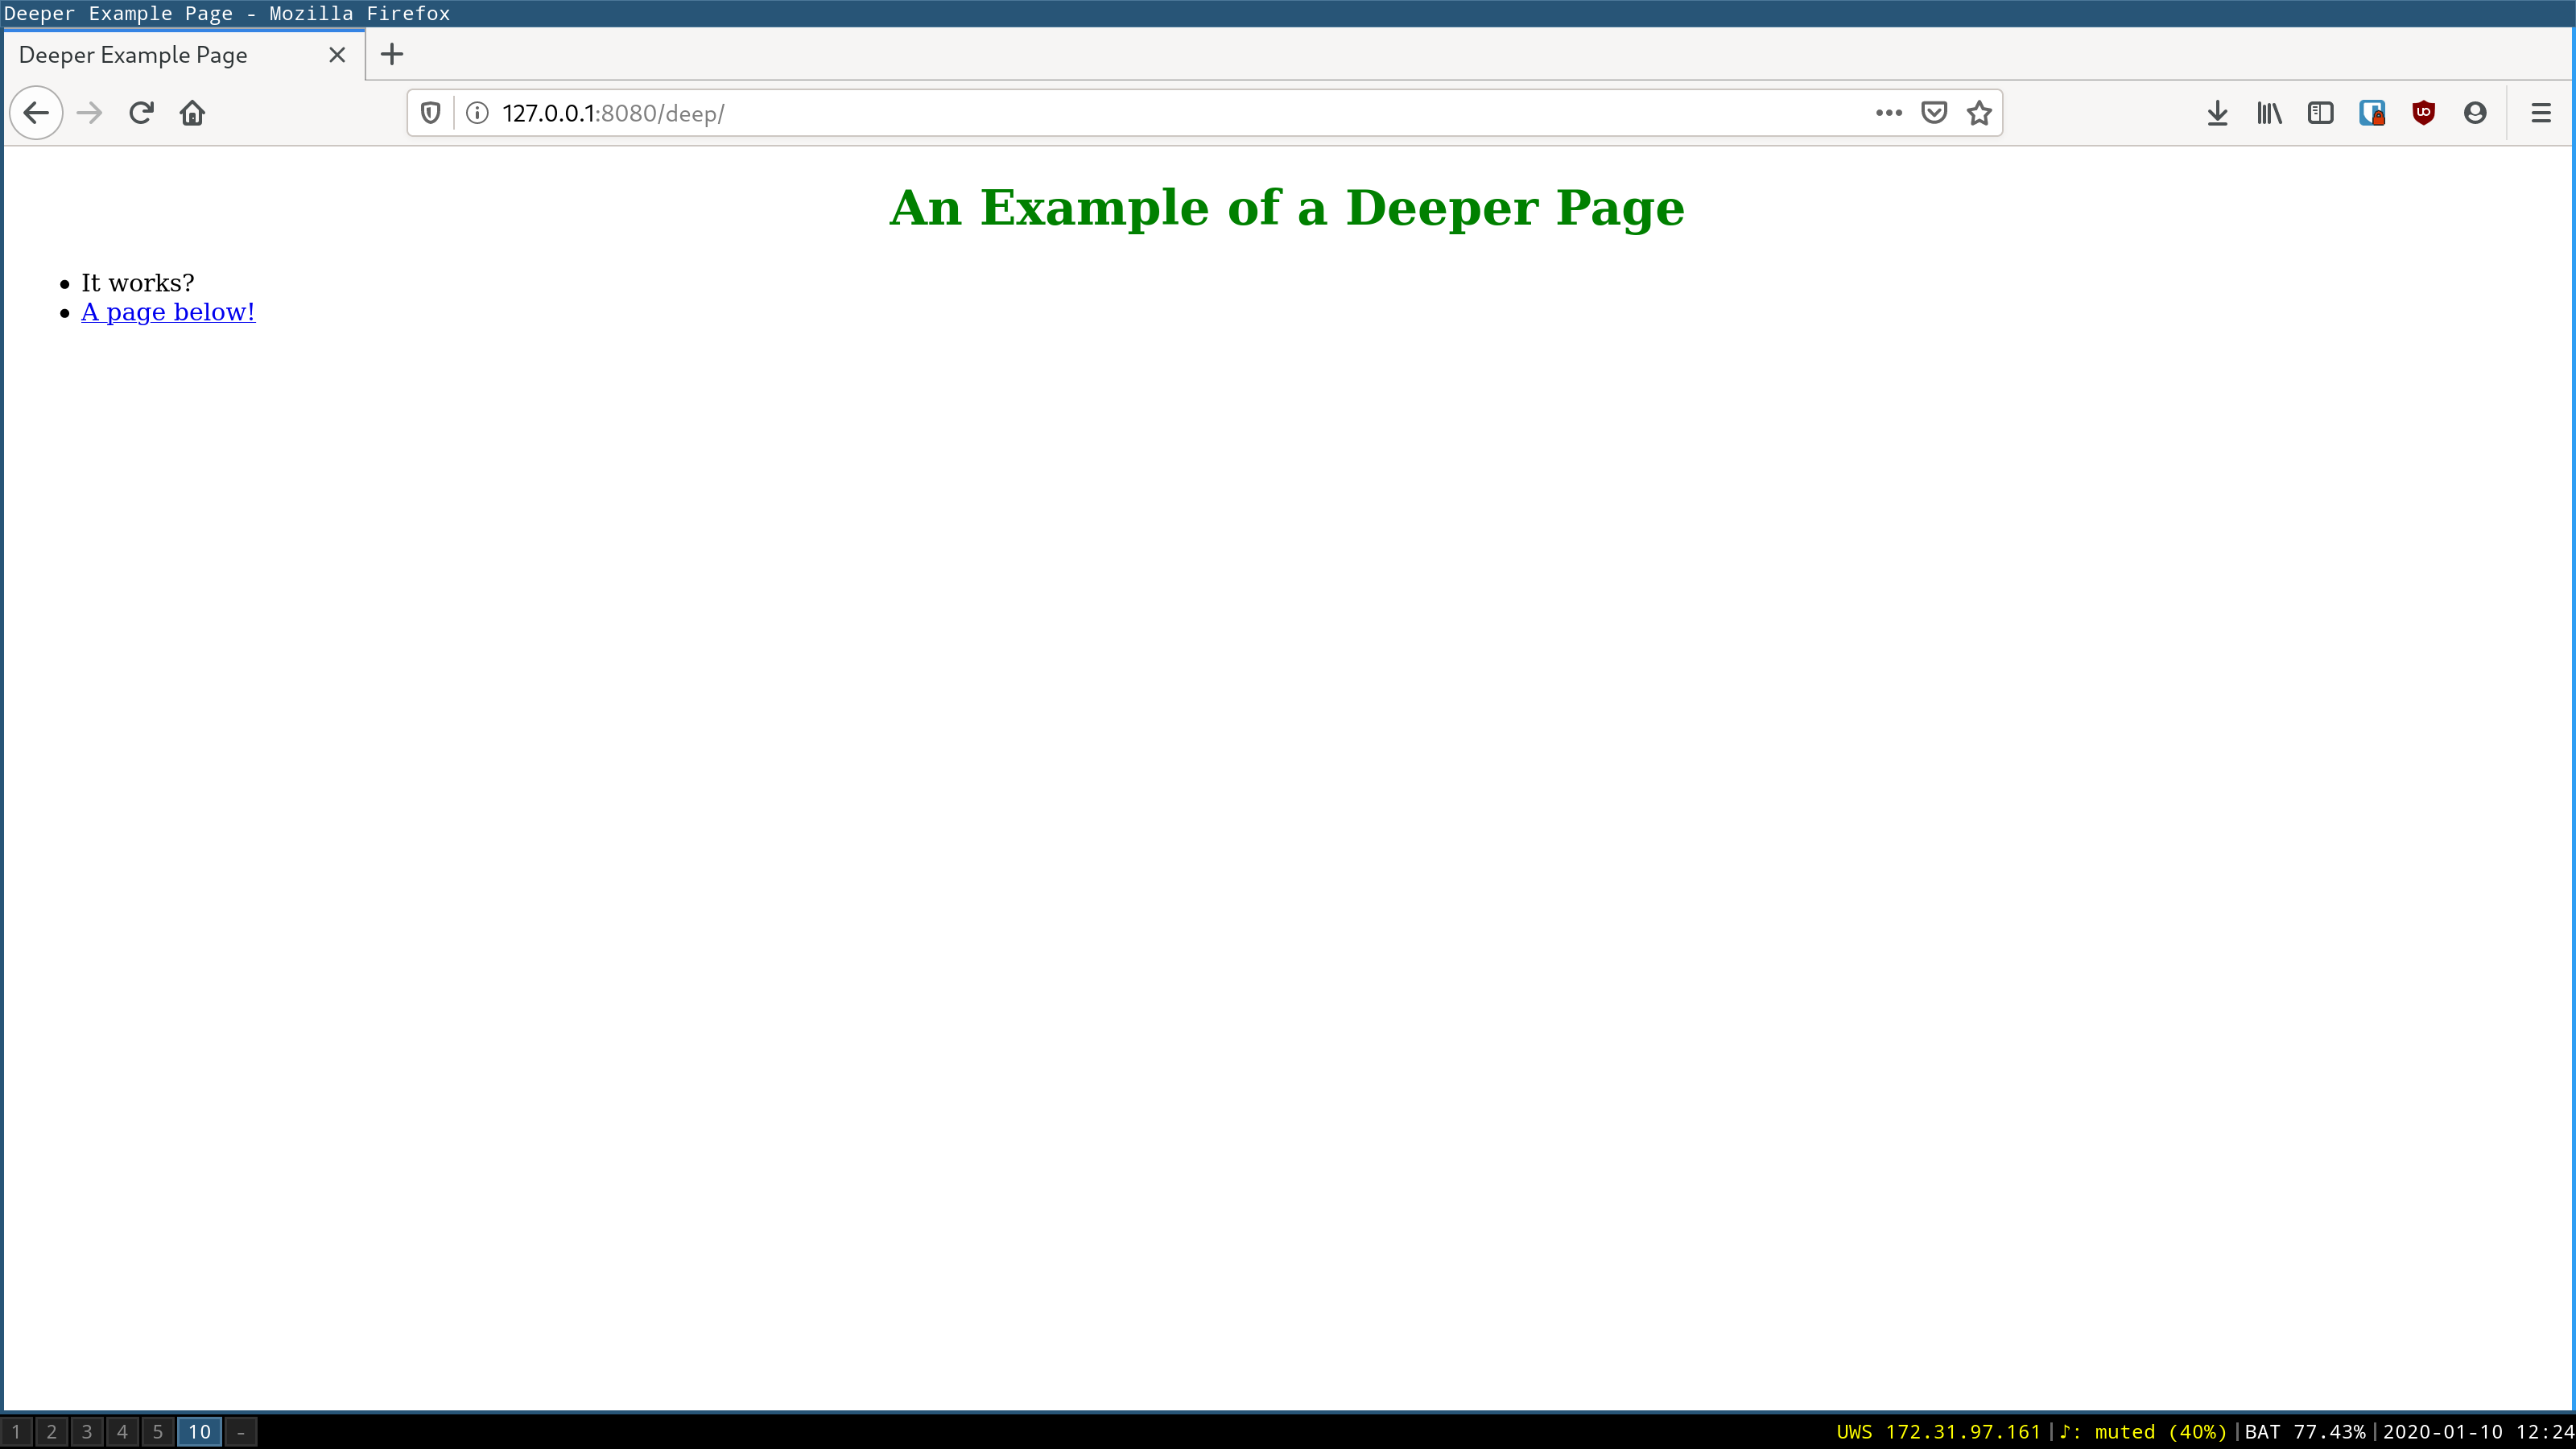 Deeper Example Page - Mozilla Firefox
Deeper Example Page
127.0.0.1:8080/deep/
An Example of a Deeper Page
• It works?
• A page below!
1 2 3 4 5 10 - UWS 172.31.97.161|♪: muted (40%)|BAT 77.43%|2020-01-10 12:24